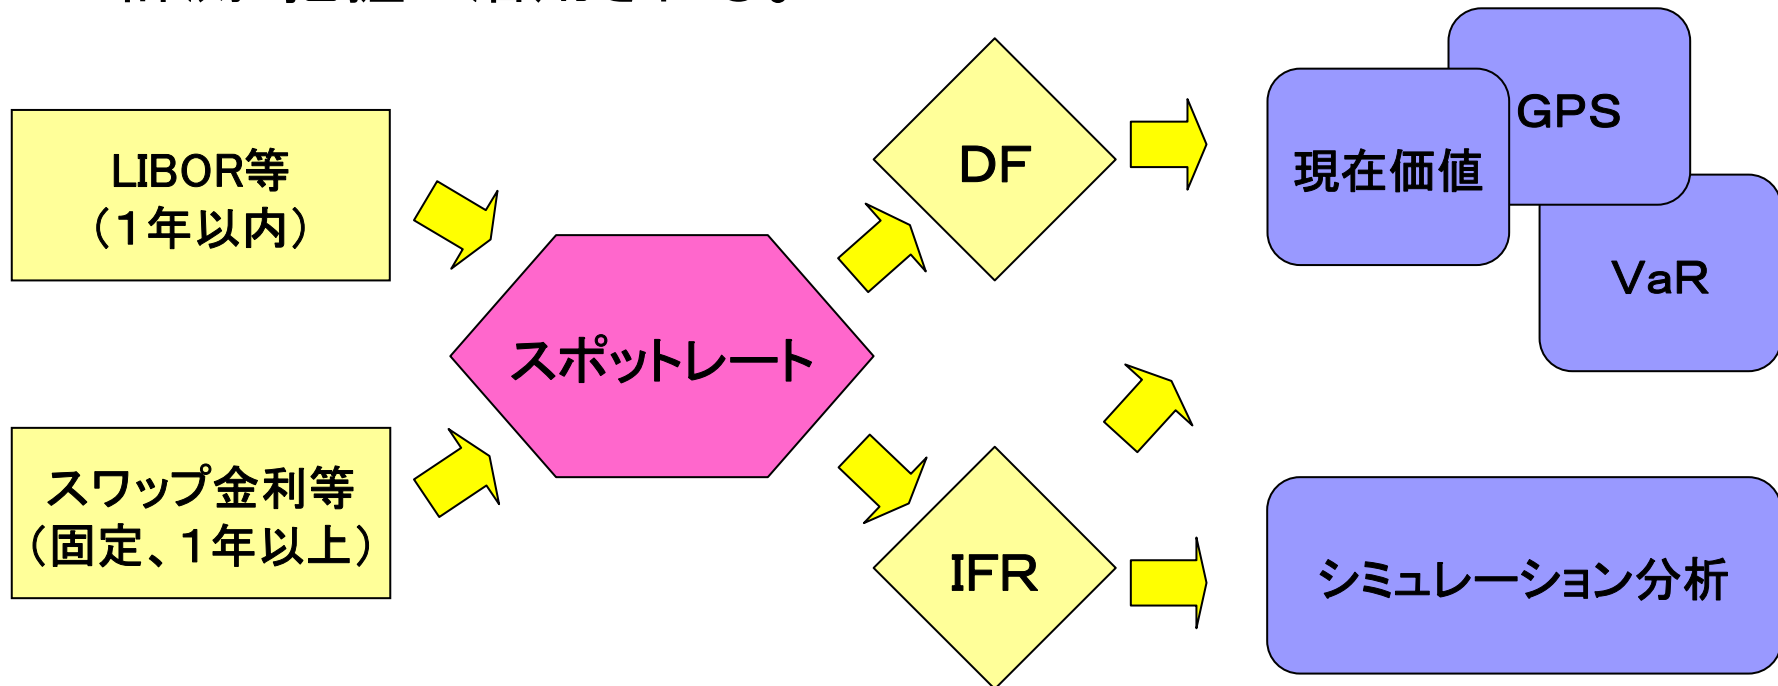 LIBOR等
（１年以内）
スワップ金利等
（固定、１年以上）
スポットレート
DF
IFR
現在価値
GPS
VaR
シミュレーション分析